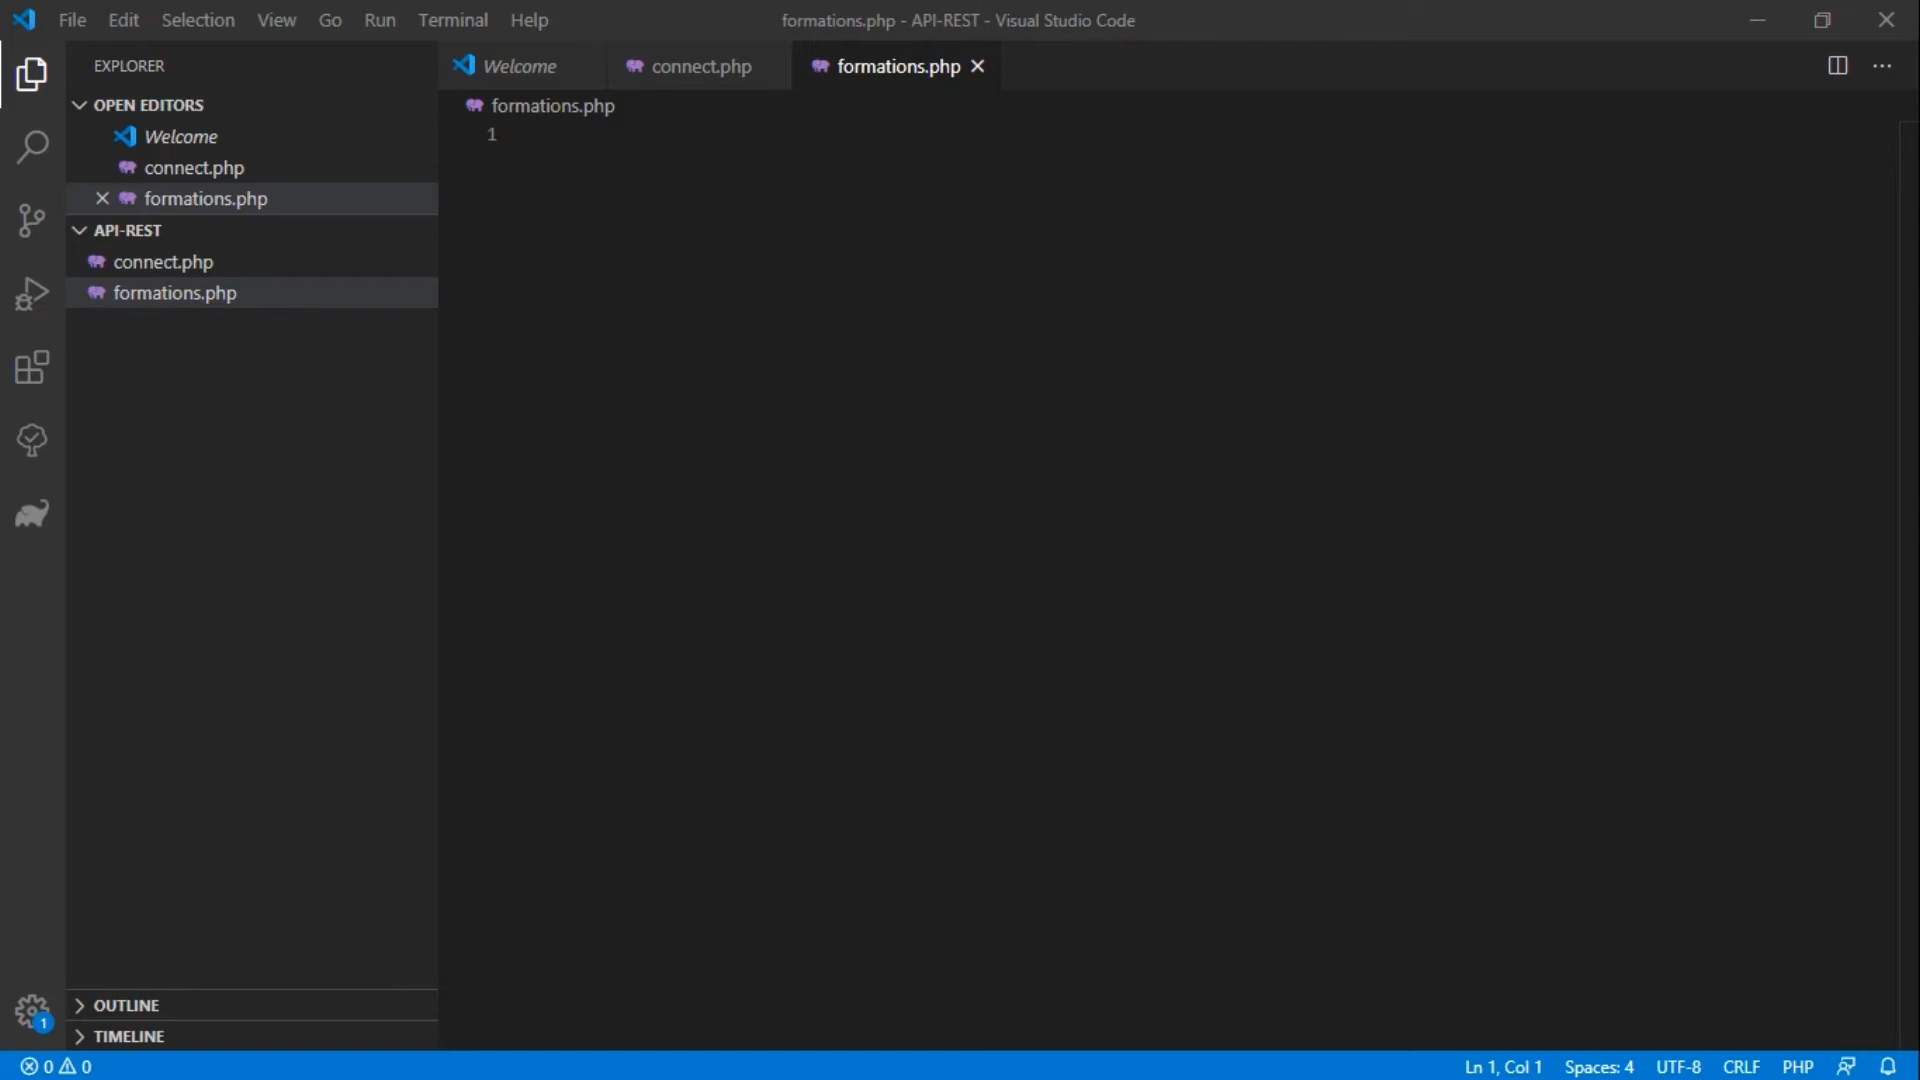 File Edit Selection View Go Run Terminal Help
formations.php - API-REST - Visual Studio Code
EXPLORER
OPEN EDITORS
Welcome
connect.php
formations.php
API-REST
connect.php
formations.php
OUTLINE
TIMELINE
Welcome
connect.php
formations.php
formations.php
1
1
0 0
Ln 1, Col 1
Spaces: 4
UTF-8
CRLF
PHP